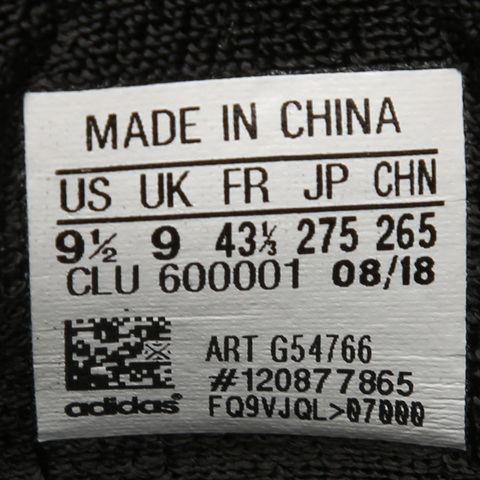 MADE IN CHINA
US UK FR JP CHN
9½ 9 43⅓ 275 265
CLU 600001 08/18
ART G54766
#120877865
adidas® FQ9VJQL>07000